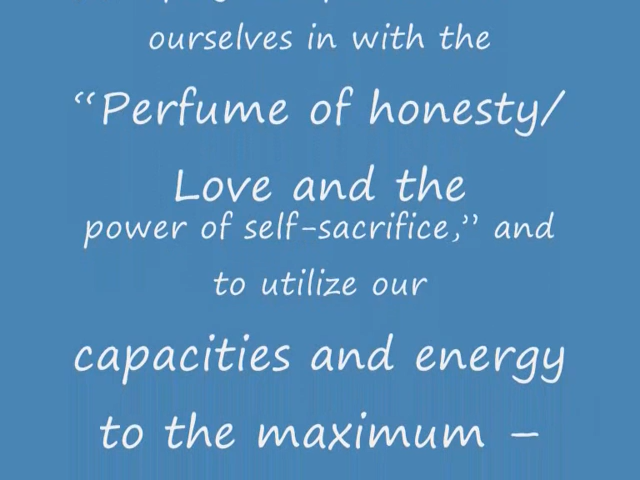 ourselves in with the
“Perfume of honesty/
Love and the
power of self-sacrifice,” and
to utilize our
capacities and energy
to the maximum –